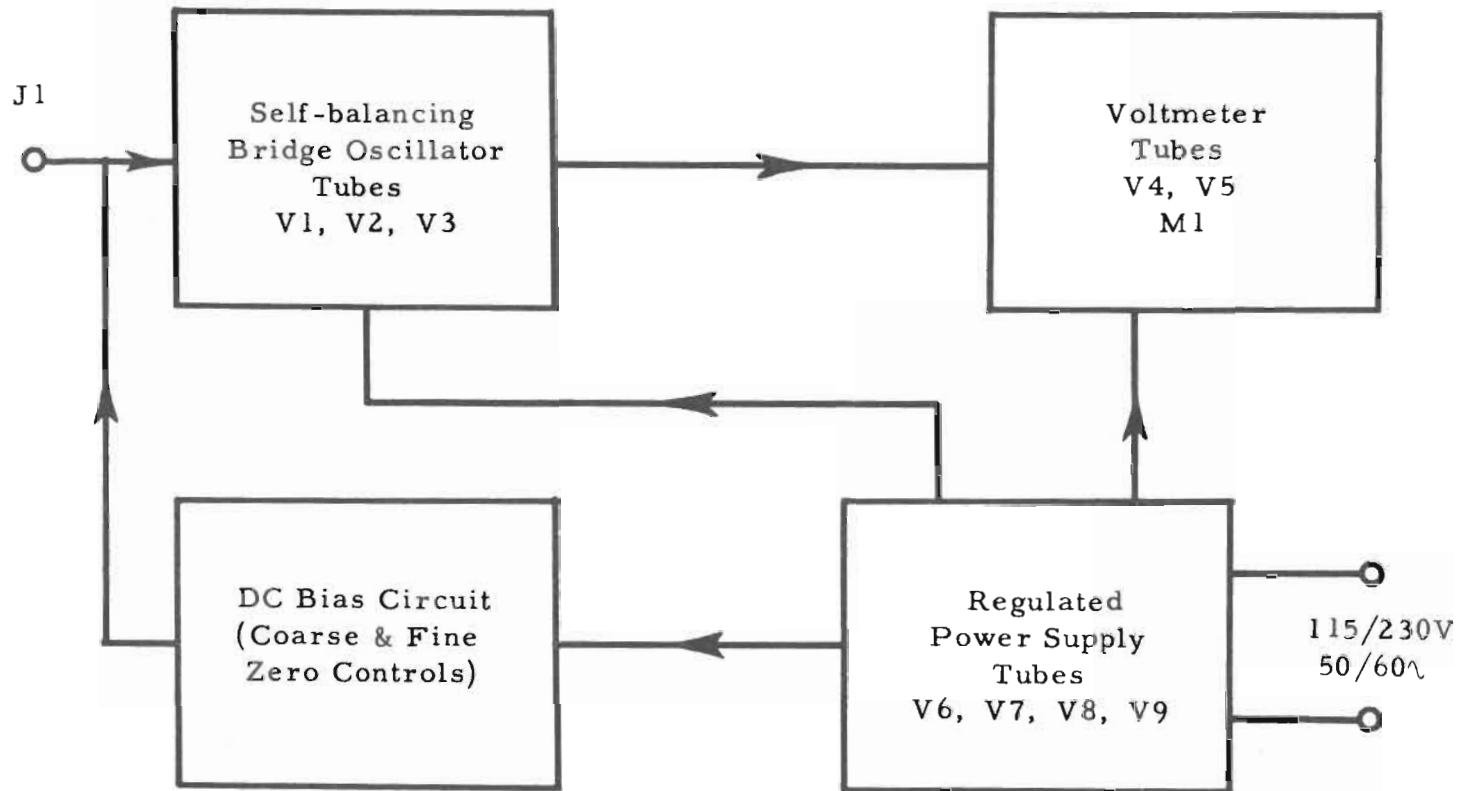 J1
Self-balancing
Bridge Oscillator
Tubes
V1, V2, V3
Voltmeter
Tubes
V4, V5
M1
DC Bias Circuit
(Coarse & Fine
Zero Controls)
Regulated
Power Supply
Tubes
V6, V7, V8, V9
115/230V
50/60∿